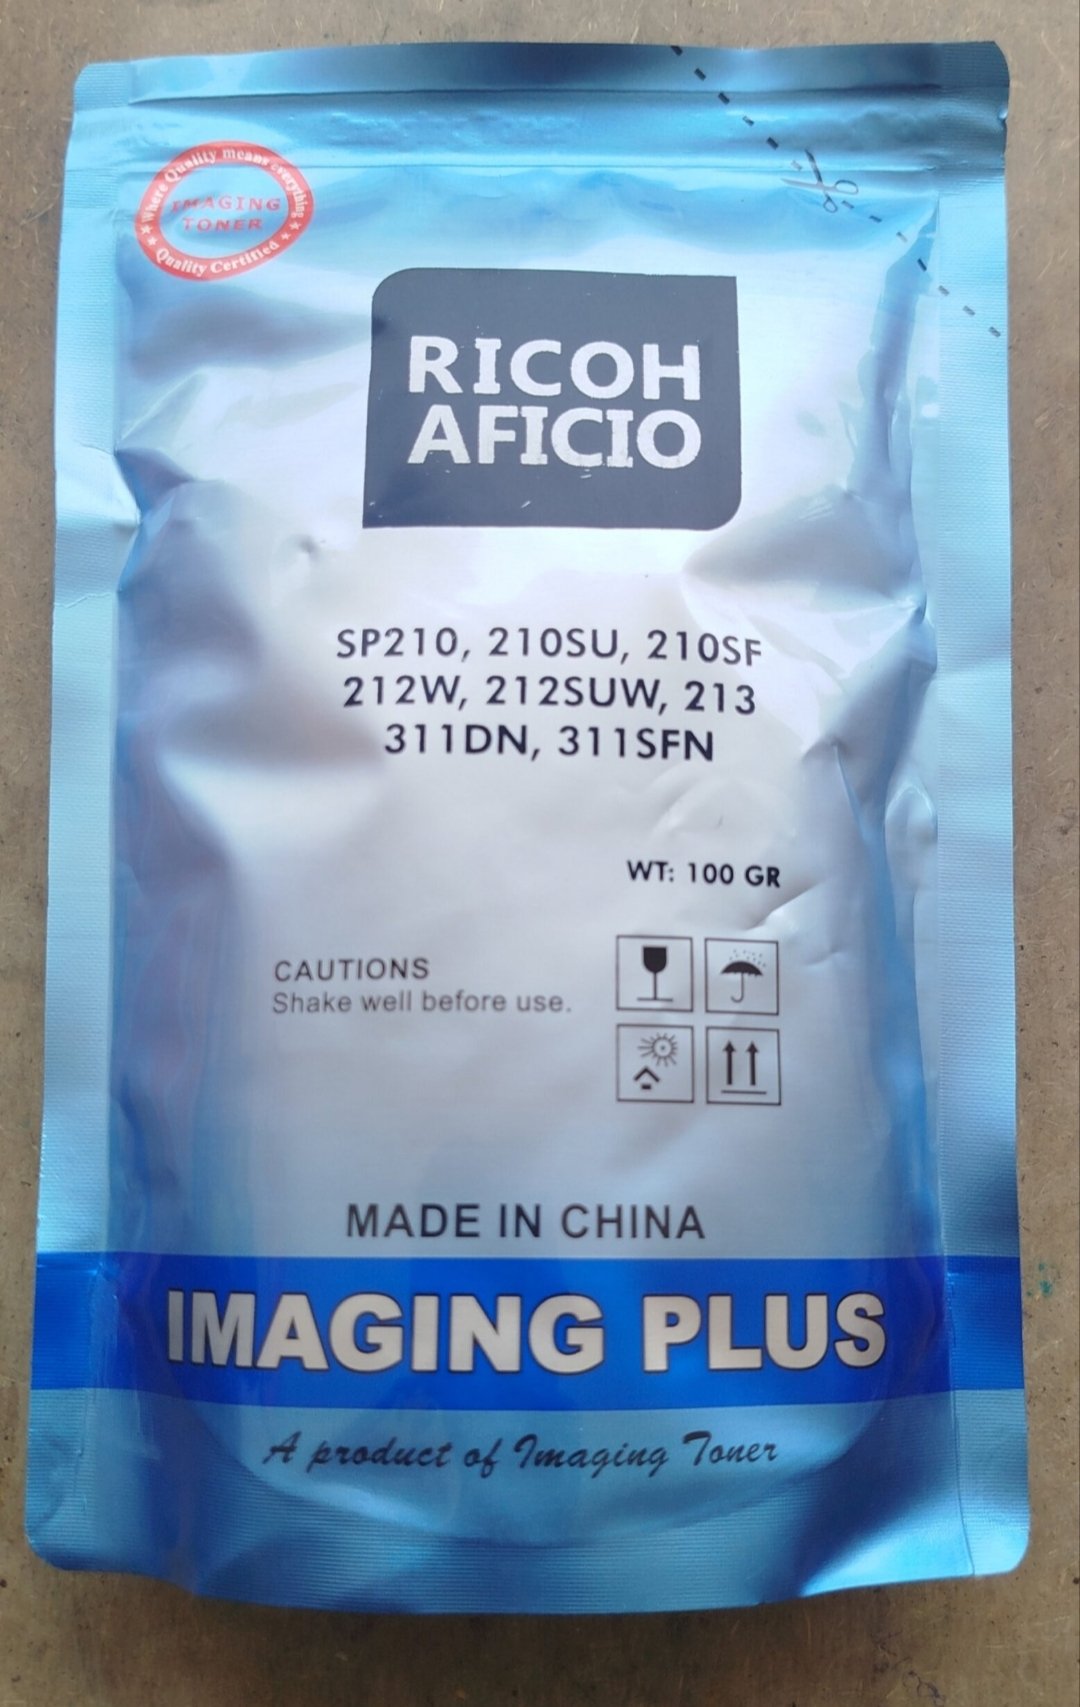 Where Quality means everything
IMAGING
TONER
Quality Certified
RICOH
AFICIO
SP210, 210SU, 210SF
212W, 212SUW, 213
311DN, 311SFN
WT: 100 GR
CAUTIONS
Shake well before use.
MADE IN CHINA
IMAGING PLUS
A product of Imaging Toner